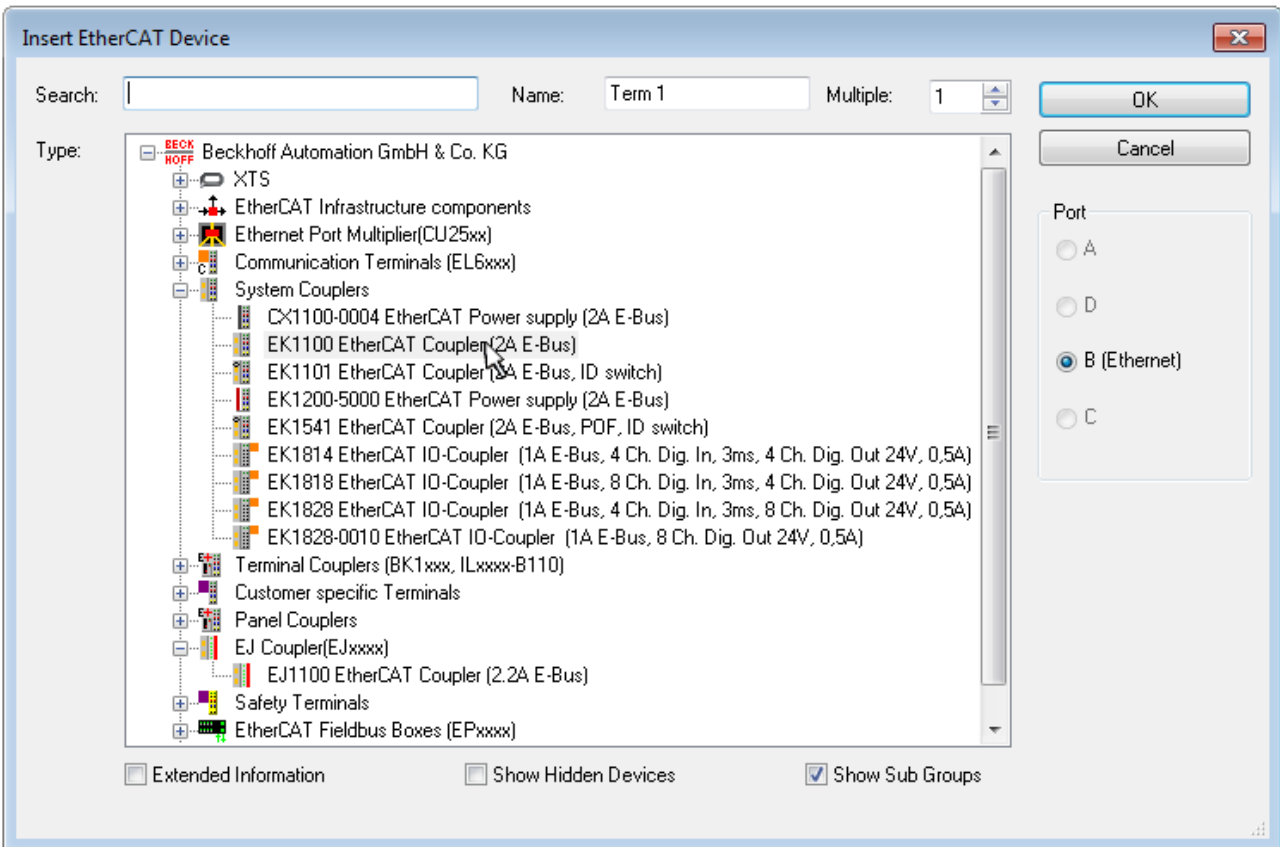 Insert EtherCAT Device
Search: Name: Term 1 Multiple: 1 OK
Type: Cancel
BECK HOFF Beckhoff Automation GmbH & Co. KG
XTS
EtherCAT Infrastructure components
Ethernet Port Multiplier(CU25xx)
Communication Terminals (EL6xxx)
System Couplers
CX1100-0004 EtherCAT Power supply (2A E-Bus)
EK1100 EtherCAT Coupler (2A E-Bus)
EK1101 EtherCAT Coupler (2A E-Bus, ID switch)
EK1200-5000 EtherCAT Power supply (2A E-Bus)
EK1541 EtherCAT Coupler (2A E-Bus, POF, ID switch)
EK1814 EtherCAT IO-Coupler (1A E-Bus, 4 Ch. Dig. In, 3ms, 4 Ch. Dig. Out 24V, 0,5A)
EK1818 EtherCAT IO-Coupler (1A E-Bus, 8 Ch. Dig. In, 3ms, 4 Ch. Dig. Out 24V, 0,5A)
EK1828 EtherCAT IO-Coupler (1A E-Bus, 4 Ch. Dig. In, 3ms, 8 Ch. Dig. Out 24V, 0,5A)
EK1828-0010 EtherCAT IO-Coupler (1A E-Bus, 8 Ch. Dig. Out 24V, 0,5A)
Terminal Couplers (BK1xxx, ILxxxx-B110)
Customer specific Terminals
Panel Couplers
EJ Coupler(EJxxxx)
EJ1100 EtherCAT Coupler (2.2A E-Bus)
Safety Terminals
EtherCAT Fieldbus Boxes (EPxxxx)
Port
A
D
B (Ethernet)
C
Extended Information Show Hidden Devices Show Sub Groups